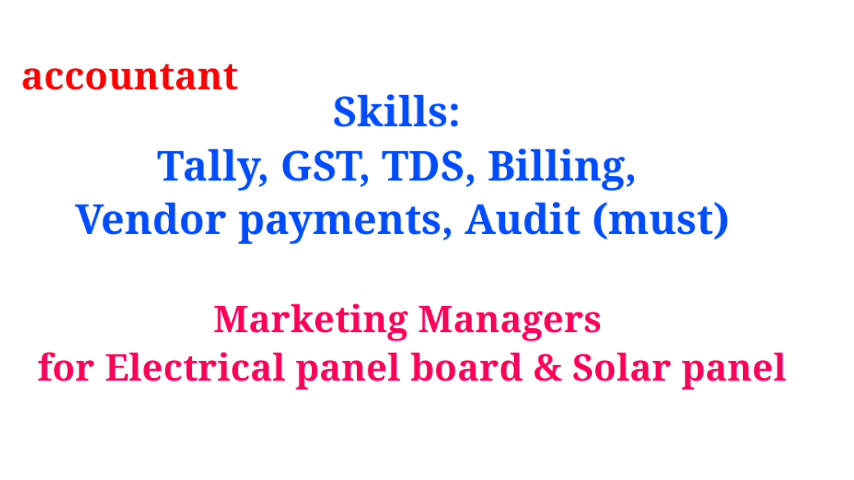 accountant
Skills:
Tally, GST, TDS, Billing,
Vendor payments, Audit (must)
Marketing Managers
for Electrical panel board & Solar panel